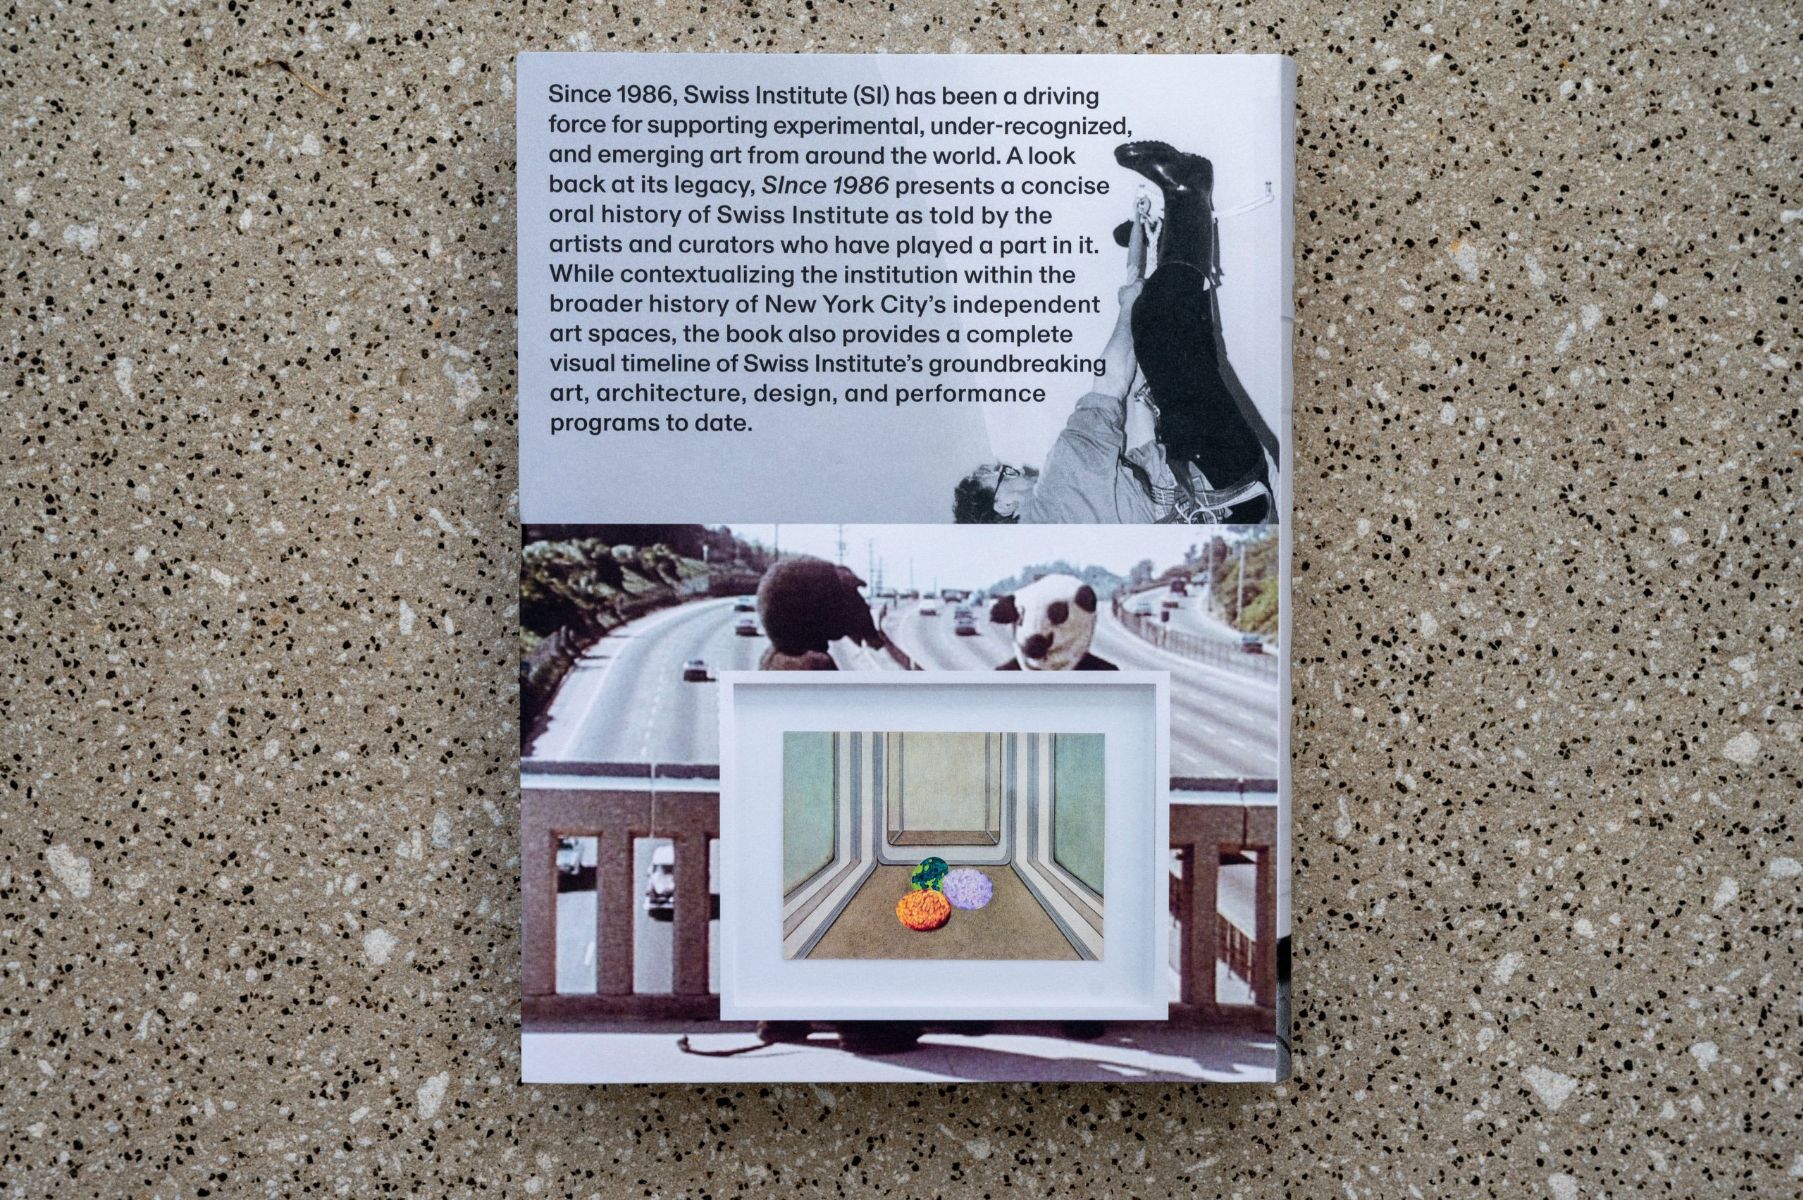 Since 1986, Swiss Institute (SI) has been a driving
force for supporting experimental, under-recognized,
and emerging art from around the world. A look
back at its legacy, SInce 1986 presents a concise
oral history of Swiss Institute as told by the
artists and curators who have played a part in it.
While contextualizing the institution within the
broader history of New York City’s independent
art spaces, the book also provides a complete
visual timeline of Swiss Institute’s groundbreaking
art, architecture, design, and performance
programs to date.